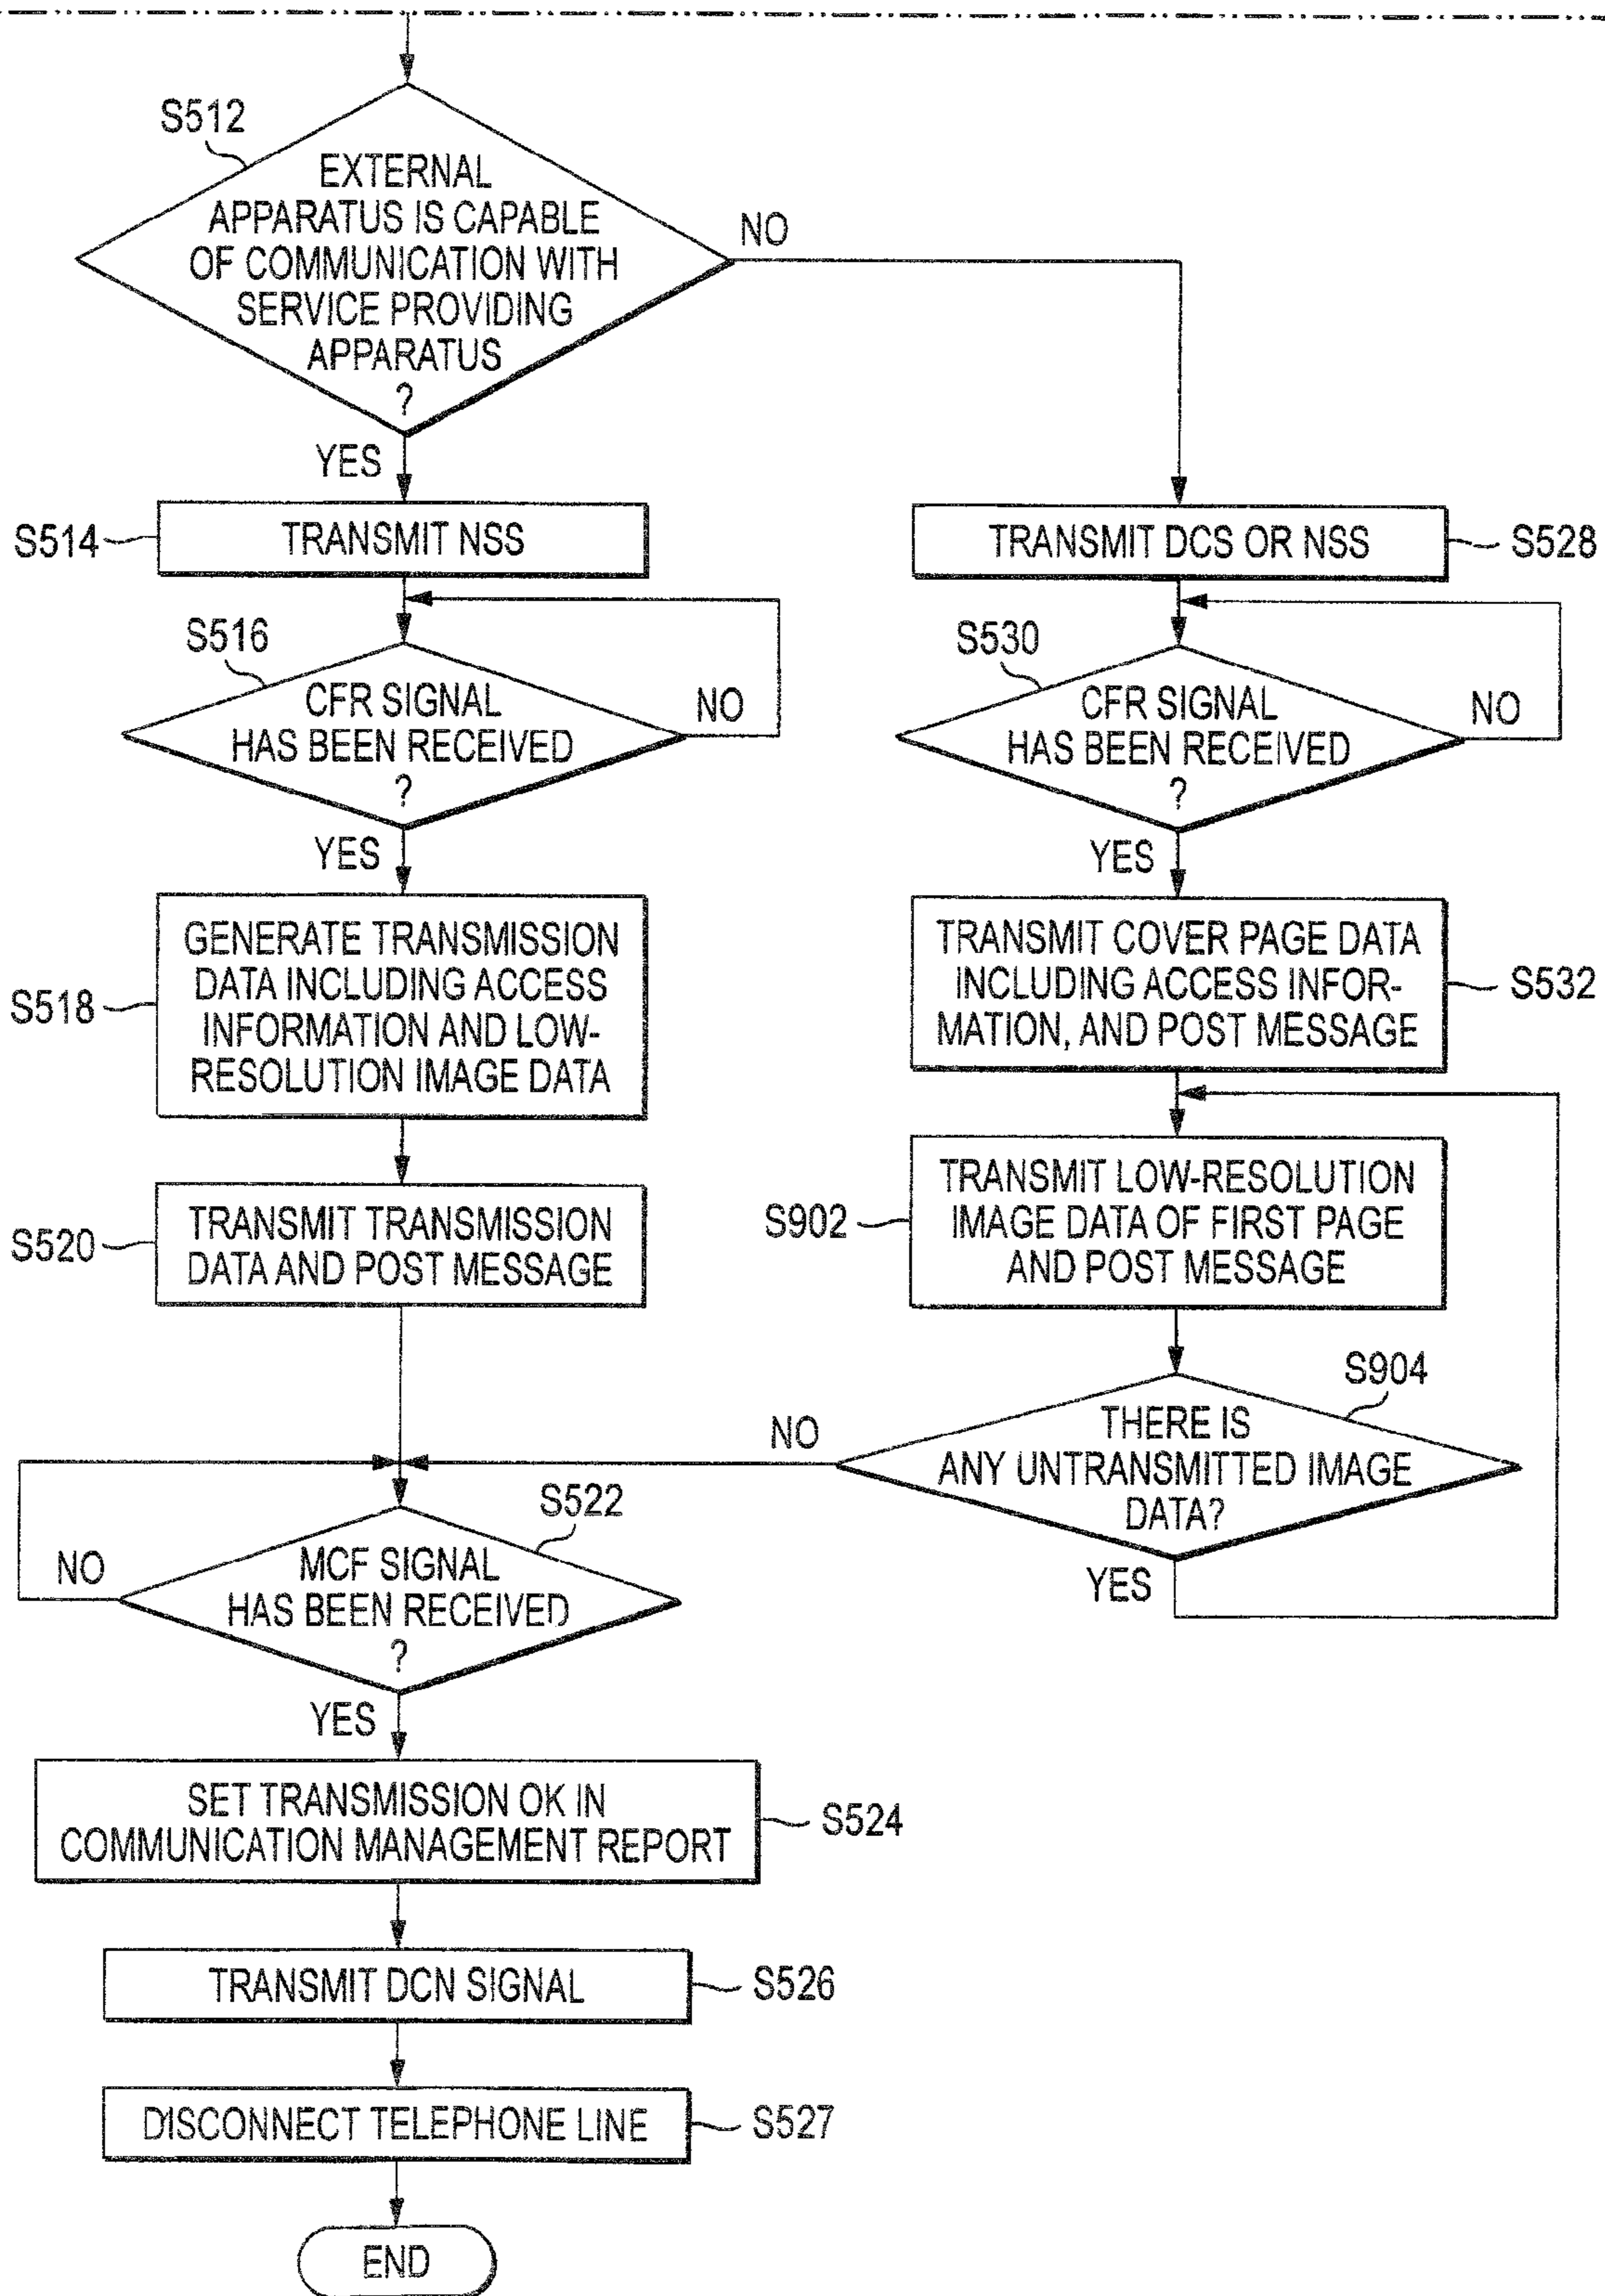 S512
EXTERNAL
APPARATUS IS CAPABLE
OF COMMUNICATION WITH
SERVICE PROVIDING
APPARATUS
?
NO
YES
S514
TRANSMIT NSS
TRANSMIT DCS OR NSS
S528
S516
CFR SIGNAL
HAS BEEN RECEIVED
?
NO
YES
S530
CFR SIGNAL
HAS BEEN RECEIVED
?
NO
YES
S518
GENERATE TRANSMISSION
DATA INCLUDING ACCESS
INFORMATION AND LOW-
RESOLUTION IMAGE DATA
TRANSMIT COVER PAGE DATA
INCLUDING ACCESS INFOR-
MATION, AND POST MESSAGE
S532
S520
TRANSMIT TRANSMISSION
DATA AND POST MESSAGE
S902
TRANSMIT LOW-RESOLUTION
IMAGE DATA OF FIRST PAGE
AND POST MESSAGE
S904
THERE IS
ANY UNTRANSMITTED IMAGE
DATA?
NO
YES
S522
MCF SIGNAL
HAS BEEN RECEIVED
?
NO
YES
SET TRANSMISSION OK IN
COMMUNICATION MANAGEMENT REPORT
S524
TRANSMIT DCN SIGNAL
S526
DISCONNECT TELEPHONE LINE
S527
END